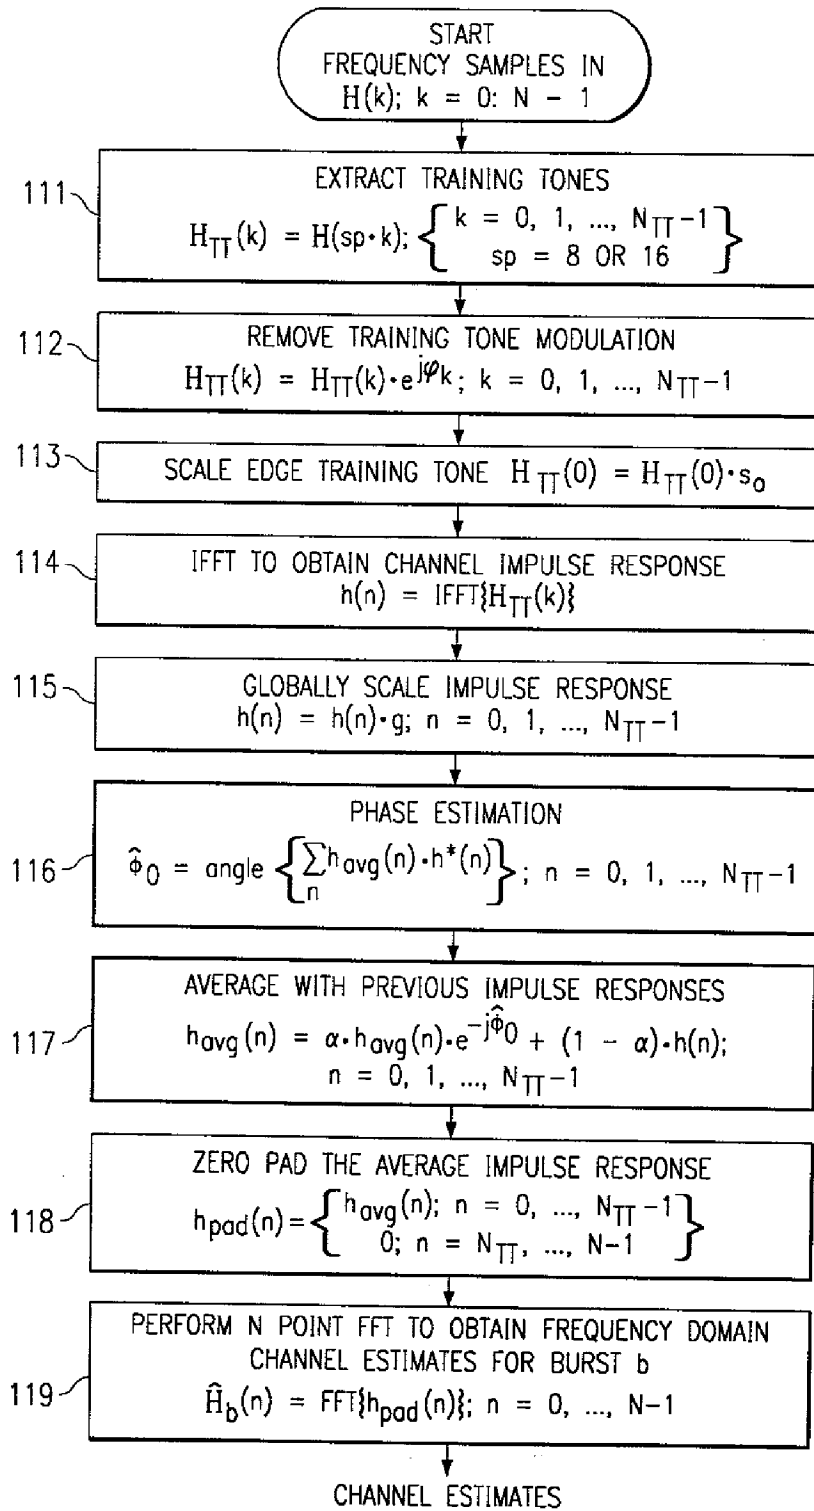 START
FREQUENCY SAMPLES IN
H(k); k = 0: N - 1
111
EXTRACT TRAINING TONES
H_TT(k) = H(sp·k); { k = 0, 1, ..., N_TT-1
sp = 8 OR 16 }
112
REMOVE TRAINING TONE MODULATION
H_TT(k) = H_TT(k)·e^jφ_k; k = 0, 1, ..., N_TT-1
113
SCALE EDGE TRAINING TONE H_TT(0) = H_TT(0)·s_o
114
IFFT TO OBTAIN CHANNEL IMPULSE RESPONSE
h(n) = IFFT{H_TT(k)}
115
GLOBALLY SCALE IMPULSE RESPONSE
h(n) = h(n)·g; n = 0, 1, ..., N_TT-1
116
PHASE ESTIMATION
ϕ̂_0 = angle { ∑_n h_avg(n)·h*(n) } ; n = 0, 1, ..., N_TT-1
117
AVERAGE WITH PREVIOUS IMPULSE RESPONSES
h_avg(n) = α·h_avg(n)·e^-jϕ̂_0 + (1 - α)·h(n);
n = 0, 1, ..., N_TT-1
118
ZERO PAD THE AVERAGE IMPULSE RESPONSE
h_pad(n) = { h_avg(n); n = 0, ..., N_TT-1
0; n = N_TT, ..., N-1 }
119
PERFORM N POINT FFT TO OBTAIN FREQUENCY DOMAIN
CHANNEL ESTIMATES FOR BURST b
Ĥ_b(n) = FFT{h_pad(n)}; n = 0, ..., N-1
CHANNEL ESTIMATES